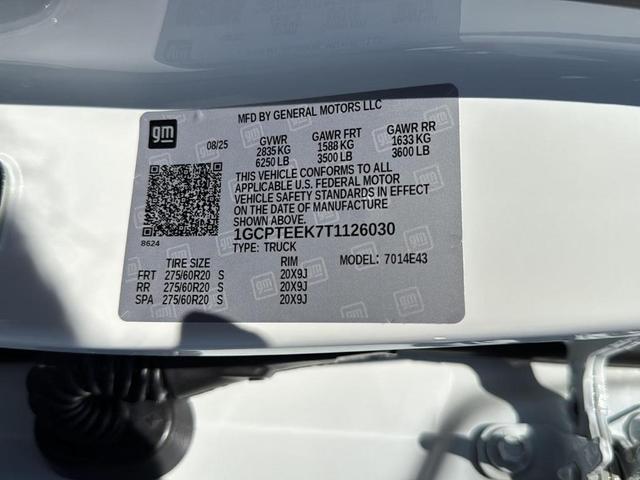 MFD BY GENERAL MOTORS LLC
gm
08/25 GVWR GAWR FRT GAWR RR
2835 KG 1588 KG 1633 KG
6250 LB 3500 LB 3600 LB
THIS VEHICLE CONFORMS TO ALL
APPLICABLE U.S. FEDERAL MOTOR
VEHICLE SAFETY STANDARDS IN EFFECT
ON THE DATE OF MANUFACTURE
SHOWN ABOVE.
8624
1GCPTEEK7T1126030
TYPE: TRUCK
TIRE SIZE RIM MODEL: 7014E43
FRT 275/60R20 S 20X9J
RR 275/60R20 S 20X9J
SPA 275/60R20 S 20X9J